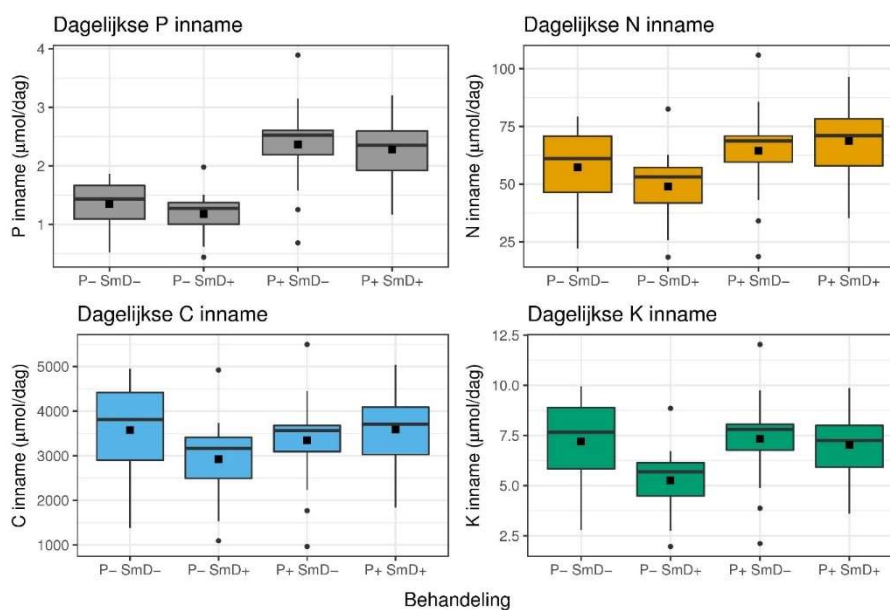 Dagelijkse P inname
P inname (µmol/dag)
4
3
2
1
P− SmD−
P− SmD+
P+ SmD−
P+ SmD+
Dagelijkse N inname
N inname (µmol/dag)
100
75
50
25
P− SmD−
P− SmD+
P+ SmD−
P+ SmD+
Dagelijkse C inname
C inname (µmol/dag)
5000
4000
3000
2000
1000
P− SmD−
P− SmD+
P+ SmD−
P+ SmD+
Dagelijkse K inname
K inname (µmol/dag)
12.5
10.0
7.5
5.0
2.5
P− SmD−
P− SmD+
P+ SmD−
P+ SmD+
Behandeling